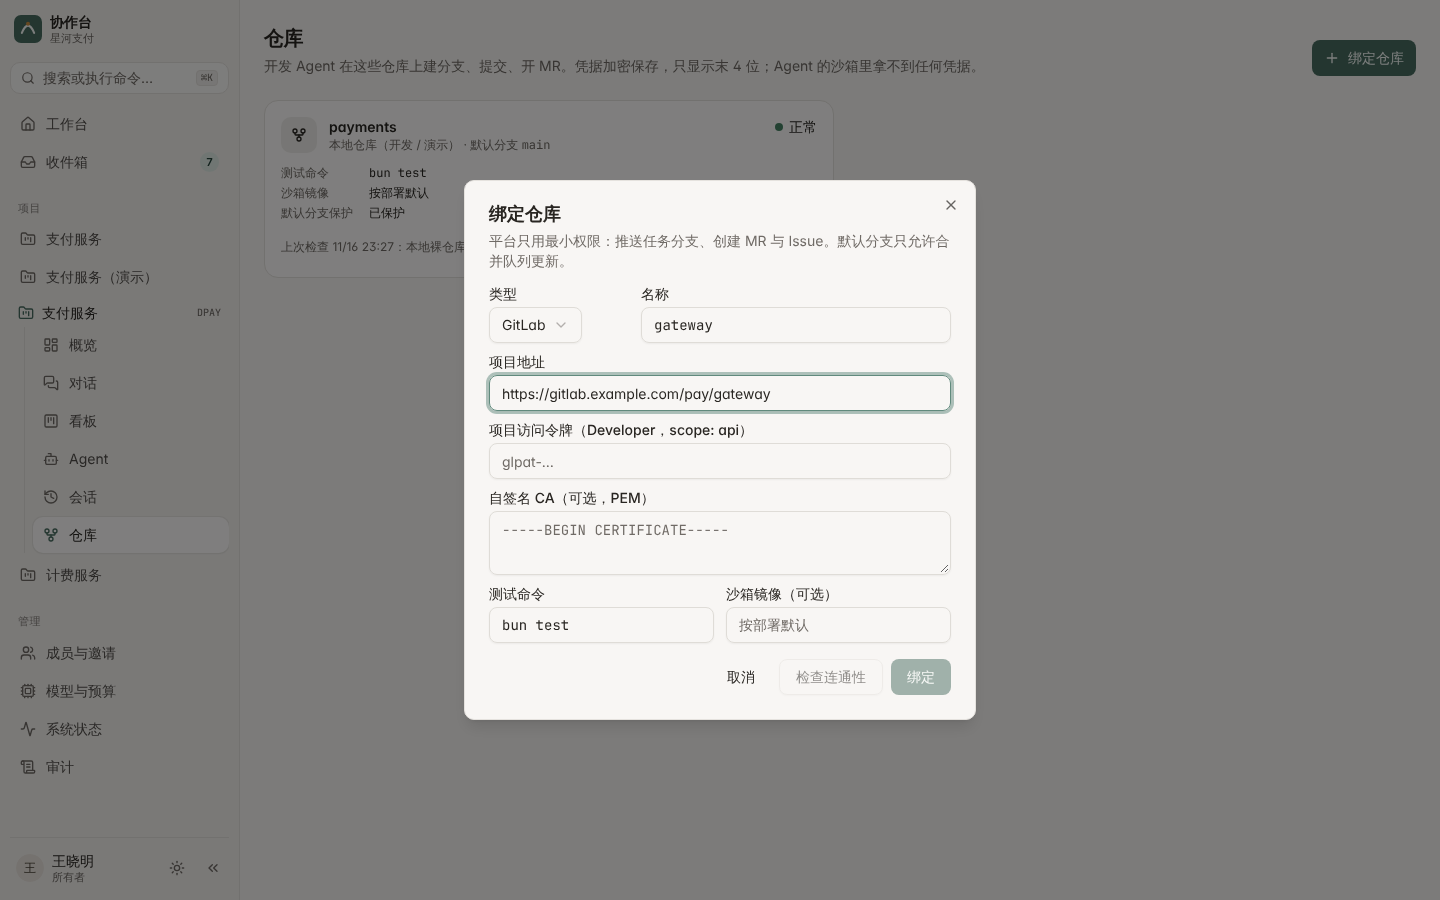 协作台
星河支付
搜索或执行命令... ⌘K
工作台
收件箱 7
项目
支付服务
支付服务（演示）
支付服务 DPAY
概览
对话
看板
Agent
会话
仓库
计费服务
管理
成员与邀请
模型与预算
系统状态
审计
王 王晓明
所有者
仓库
开发 Agent 在这些仓库上建分支、提交、开 MR。凭据加密保存，只显示末 4 位；Agent 的沙箱里拿不到任何凭据。
绑定仓库
payments 正常
本地仓库（开发 / 演示） · 默认分支 main
测试命令 bun test
沙箱镜像 按部署默认
默认分支保护 已保护
上次检查 11/16 23:27：本地裸仓库
绑定仓库
平台只用最小权限：推送任务分支、创建 MR 与 Issue。默认分支只允许合
并队列更新。
类型 名称
GitLab gateway
项目地址
https://gitlab.example.com/pay/gateway
项目访问令牌（Developer，scope: api）
glpat-...
自签名 CA（可选，PEM）
-----BEGIN CERTIFICATE-----
测试命令 沙箱镜像（可选）
bun test 按部署默认
取消 检查连通性 绑定